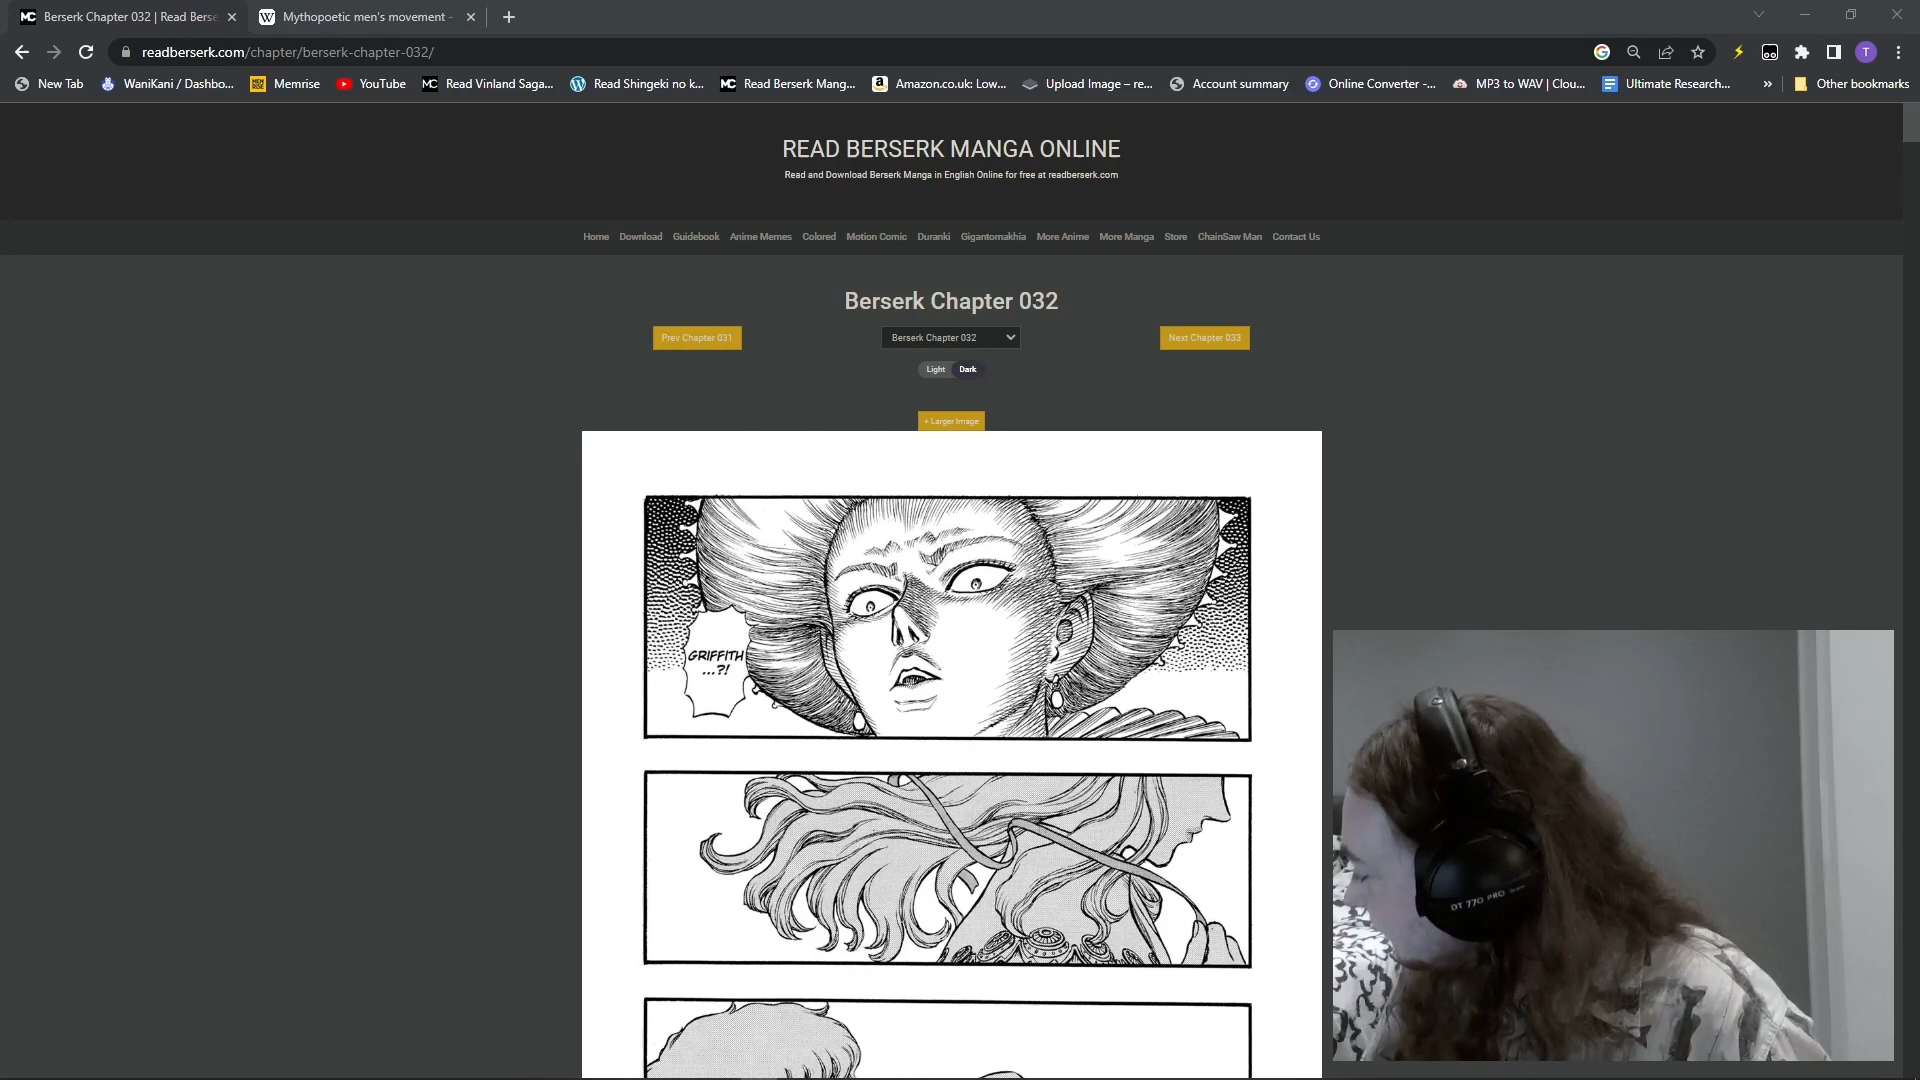 Berserk Chapter 032 | Read Berse
Mythopoetic men's movement -
readberserk.com/chapter/berserk-chapter-032/
T
New Tab
WaniKani / Dashbo...
Memrise
YouTube
Read Vinland Saga...
Read Shingeki no k...
Read Berserk Mang...
Amazon.co.uk: Low...
Upload Image – re...
Account summary
Online Converter -...
MP3 to WAV | Clou...
Ultimate Research...
»
Other bookmarks
READ BERSERK MANGA ONLINE
Read and Download Berserk Manga in English Online for free at readberserk.com
Home Download Guidebook Anime Memes Colored Motion Comic Duranki Gigantomakhia More Anime More Manga Store ChainSaw Man Contact Us
Berserk Chapter 032
Prev Chapter 031
Berserk Chapter 032
Next Chapter 033
Light Dark
+ Larger Image
GRIFFITH
...?!
DT 770 PRO